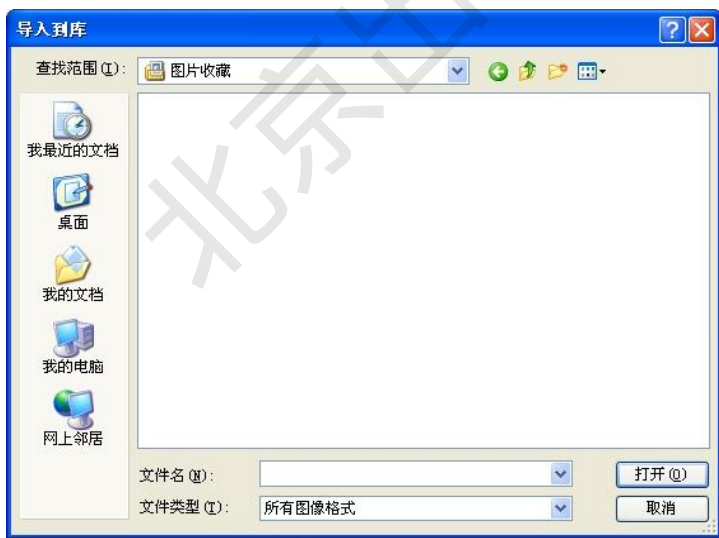 导入到库
查找范围(I):
图片收藏
我最近的文档
桌面
我的文档
我的电脑
网上邻居
文件名(N):
打开(O)
文件类型(T):
所有图像格式
取消
北京出